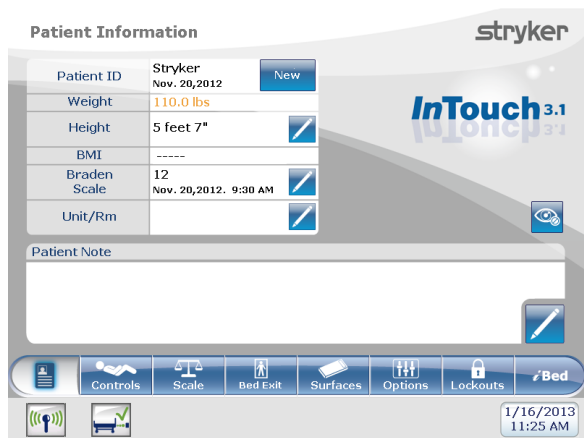 Patient Information
stryker
Patient ID
Stryker
Nov. 20,2012
New
Weight
110.0 lbs
InTouch 3.1
Height
5 feet 7"
BMI
-----
Braden
Scale
12
Nov. 20,2012. 9:30 AM
Unit/Rm
Patient Note
Controls
Scale
Bed Exit
Surfaces
Options
Lockouts
iBed
1/16/2013
11:25 AM